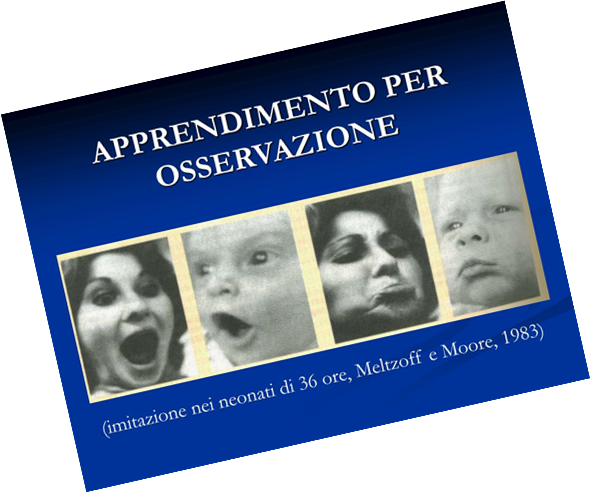 APPRENDIMENTO PER
OSSERVAZIONE
(imitazione nei neonati di 36 ore, Meltzoff e Moore, 1983)